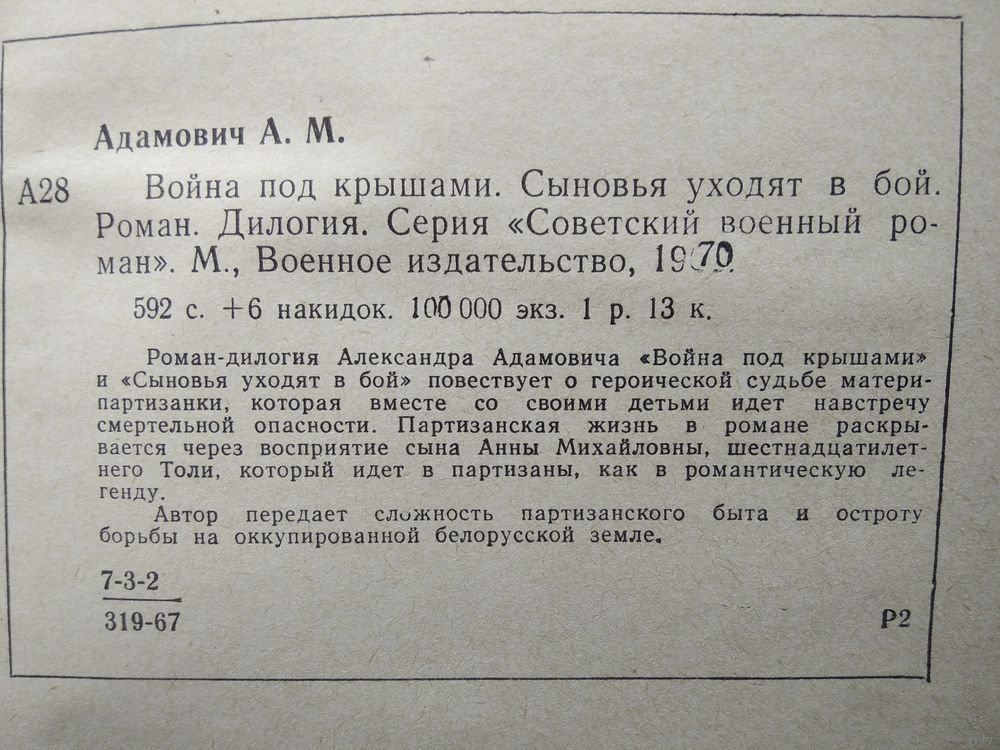 Адамович А. М.
А28 Война под крышами. Сыновья уходят в бой.
Роман. Дилогия. Серия «Советский военный ро-
ман». М., Военное издательство, 1970.
592 с. +6 накидок. 100 000 экз. 1 р. 13 к.
Роман-дилогия Александра Адамовича «Война под крышами»
и «Сыновья уходят в бой» повествует о героической судьбе матери-
партизанки, которая вместе со своими детьми идет навстречу
смертельной опасности. Партизанская жизнь в романе раскры-
вается через восприятие сына Анны Михайловны, шестнадцатилет-
него Толи, который идет в партизаны, как в романтическую ле-
генду.
Автор передает сложность партизанского быта и остроту
борьбы на оккупированной белорусской земле.
7-3-2
319-67
Р2